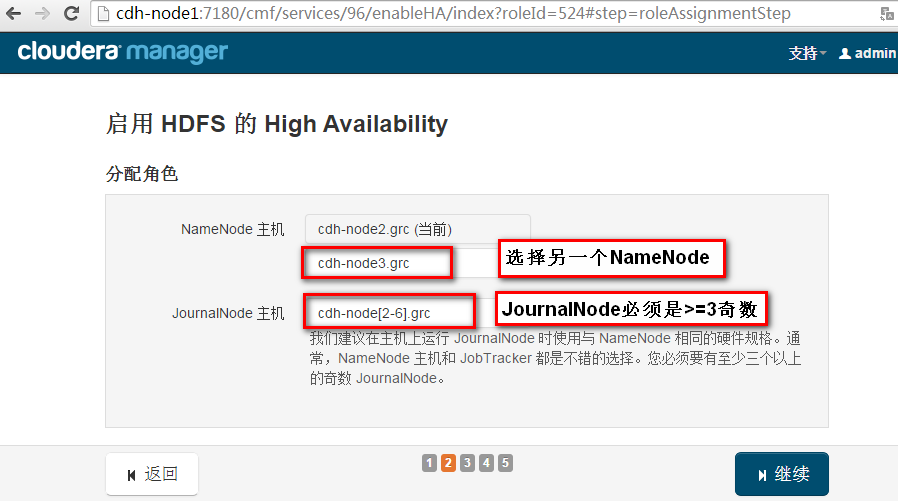 cdh-node1:7180/cmf/services/96/enableHA/index?roleId=524#step=roleAssignmentStep
cloudera manager
支持
admin
启用 HDFS 的 High Availability
分配角色
NameNode 主机
cdh-node2.grc (当前)
cdh-node3.grc
选择另一个NameNode
JournalNode 主机
cdh-node[2-6].grc
JournalNode必须是>=3奇数
我们建议在主机上运行 JournalNode 时使用与 NameNode 相同的硬件规格。通
常，NameNode 主机和 JobTracker 都是不错的选择。您必须要有至少三个以上
的奇数 JournalNode。
返回
1 2 3 4 5
继续